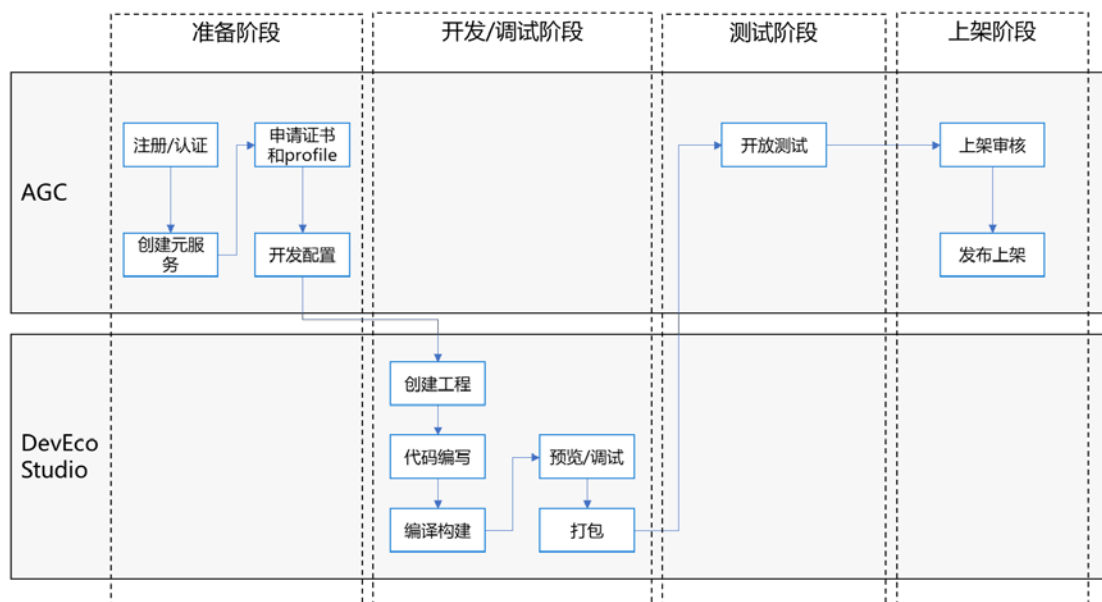 准备阶段
开发/调试阶段
测试阶段
上架阶段
AGC
注册/认证
申请证书
和profile
创建元服
务
开发配置
开放测试
上架审核
发布上架
DevEco
Studio
创建工程
代码编写
编译构建
预览/调试
打包